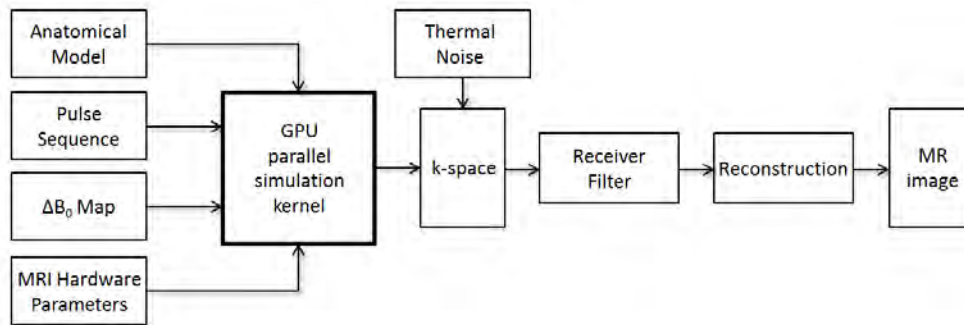 Anatomical
Model
Pulse
Sequence
ΔB₀ Map
MRI Hardware
Parameters
GPU
parallel
simulation
kernel
Thermal
Noise
k-space
Receiver
Filter
Reconstruction
MR
image